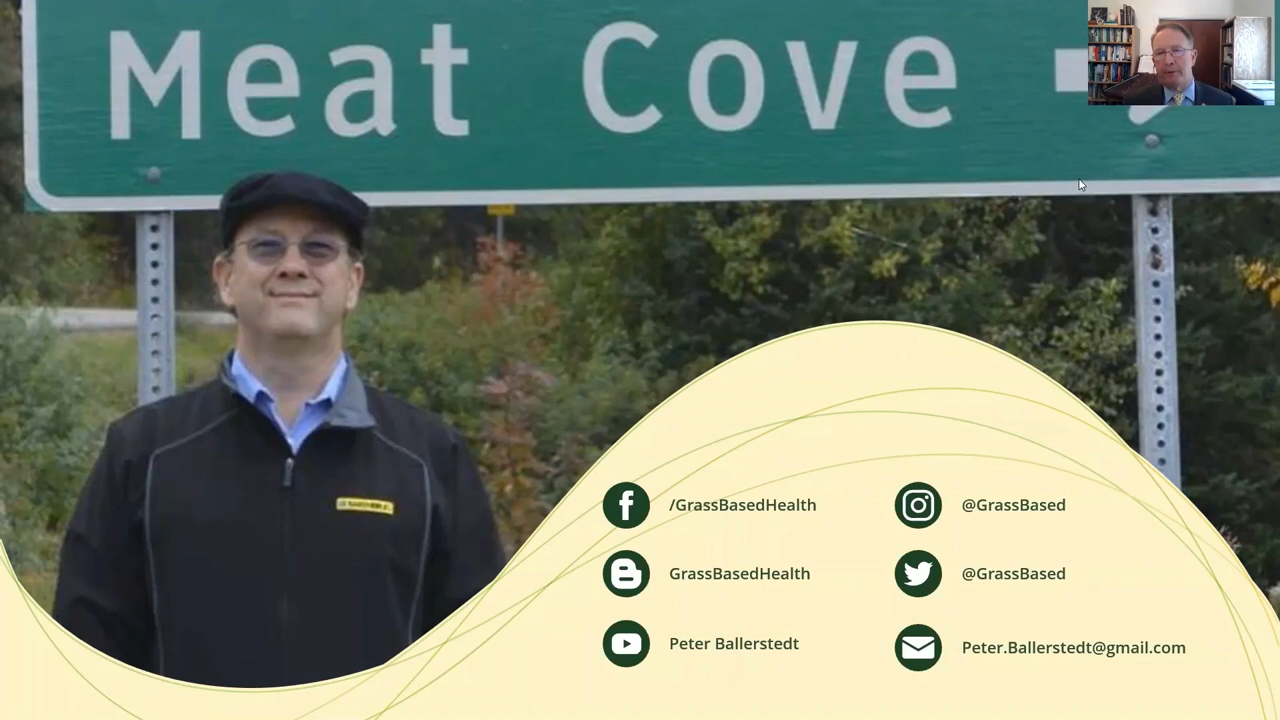 Meat Cove
/GrassBasedHealth
@GrassBased
GrassBasedHealth
@GrassBased
Peter Ballerstedt
Peter.Ballerstedt@gmail.com